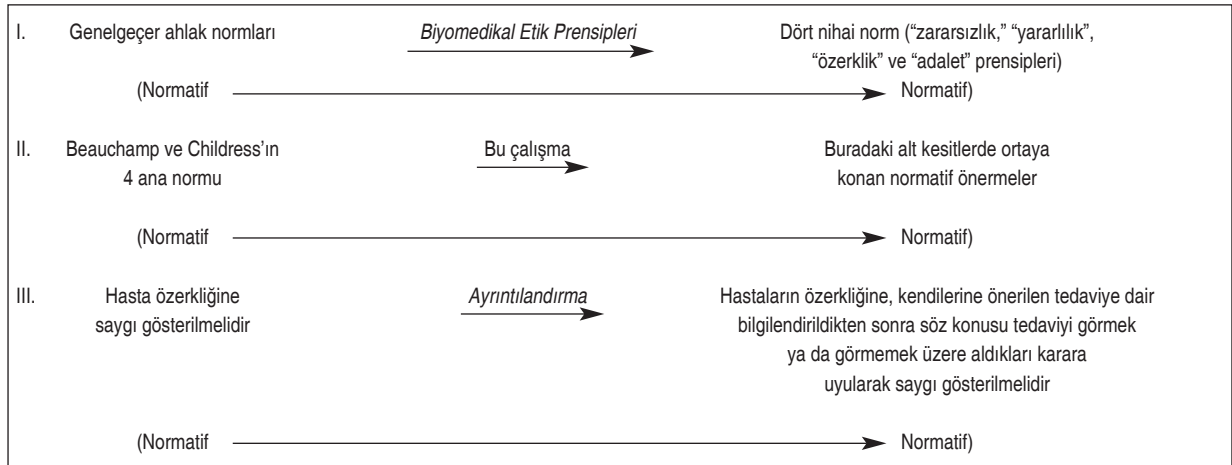 I. Genelgeçer ahlak normları Biyomedikal Etik Prensipleri Dört nihai norm (“zararsızlık,” “yararlılık”,
“özerklik” ve “adalet” prensipleri)
(Normatif Normatif)
II. Beauchamp ve Childress’ın Bu çalışma Buradaki alt kesitlerde ortaya
4 ana normu konan normatif önermeler
(Normatif Normatif)
III. Hasta özerkliğine Ayrıntılandırma Hastaların özerkliğine, kendilerine önerilen tedaviye dair
saygı gösterilmelidir bilgilendirildikten sonra söz konusu tedaviyi görmek
ya da görmemek üzere aldıkları karara
uyularak saygı gösterilmelidir
(Normatif Normatif)